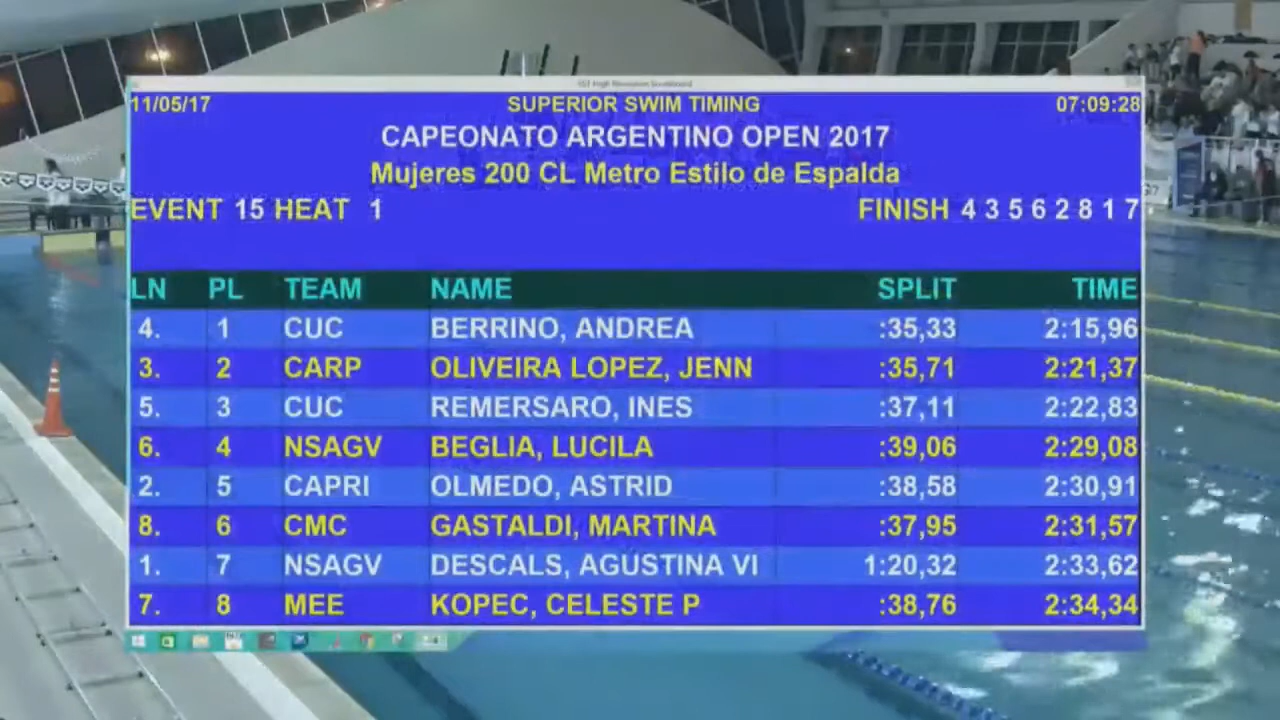 11/05/17 SUPERIOR SWIM TIMING 07:09:28
CAPEONATO ARGENTINO OPEN 2017
Mujeres 200 CL Metro Estilo de Espalda
EVENT 15 HEAT 1 FINISH 4 3 5 6 2 8 1 7
LN PL TEAM NAME SPLIT TIME
4. 1 CUC BERRINO, ANDREA :35,33 2:15,96
3. 2 CARP OLIVEIRA LOPEZ, JENN :35,71 2:21,37
5. 3 CUC REMERSARO, INES :37,11 2:22,83
6. 4 NSAGV BEGLIA, LUCILA :39,06 2:29,08
2. 5 CAPRI OLMEDO, ASTRID :38,58 2:30,91
8. 6 CMC GASTALDI, MARTINA :37,95 2:31,57
1. 7 NSAGV DESCALS, AGUSTINA VI 1:20,32 2:33,62
7. 8 MEE KOPEC, CELESTE P :38,76 2:34,34